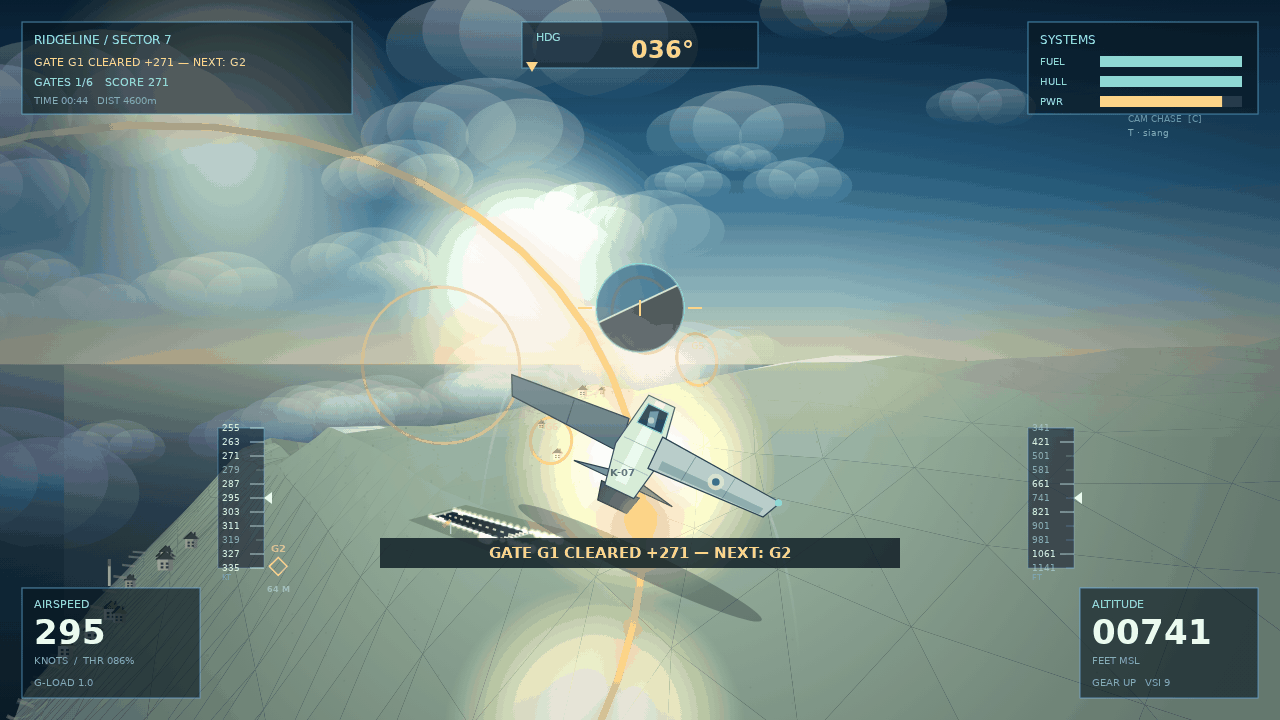 RIDGELINE / SECTOR 7
GATE G1 CLEARED +271 — NEXT: G2
GATES 1/6 SCORE 271
TIME 00:44 DIST 4600m
HDG
036°
SYSTEMS
FUEL
HULL
PWR
CAM CHASE [C]
T · siang
255
263
271
279
287
295
303
311
319
327
335
341
421
501
581
661
741
821
901
981
1061
1141
FT
K-07
G2
64 M
GATE G1 CLEARED +271 — NEXT: G2
AIRSPEED
295
KNOTS / THR 086%
G-LOAD 1.0
ALTITUDE
00741
FEET MSL
GEAR UP VSI 9